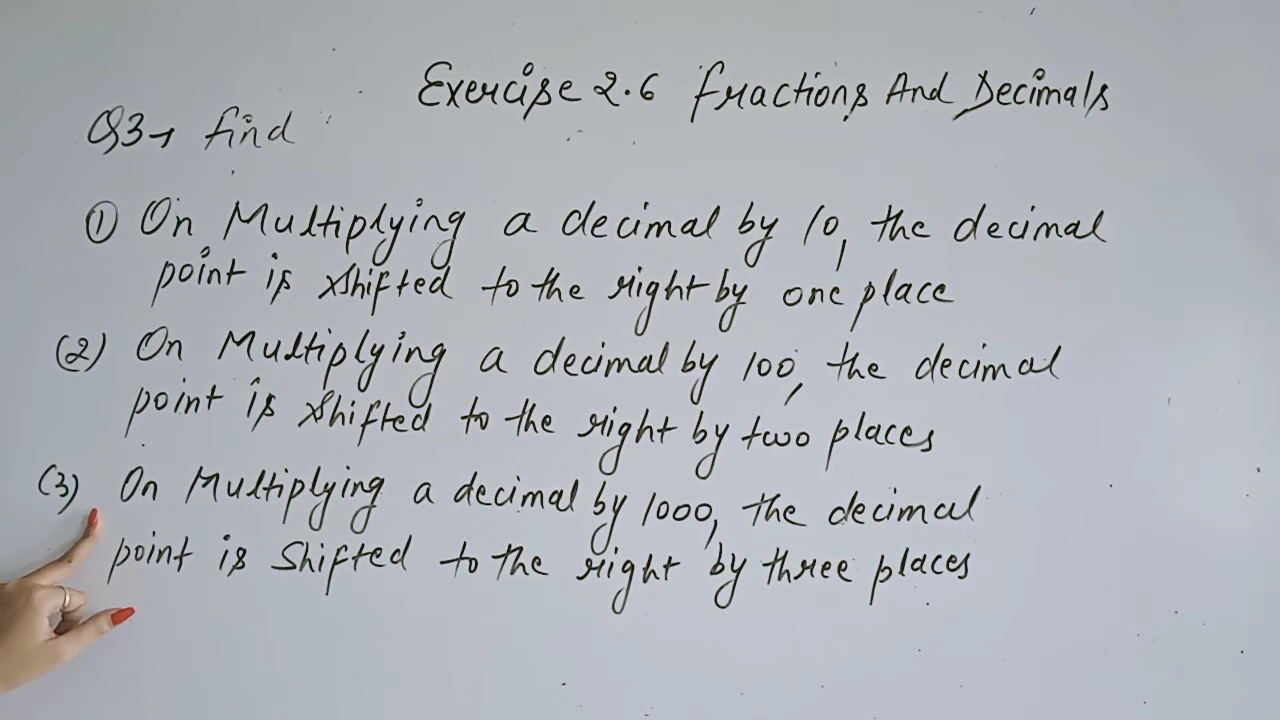 Exercise 2.6 Fractions And Decimals
Q3→ find
① On Multiplying a decimal by 10, the decimal
point is shifted to the right by one place
(2) On Multiplying a decimal by 100, the decimal
point is shifted to the right by two places
(3) On Multiplying a decimal by 1000, the decimal
point is Shifted to the right by three places